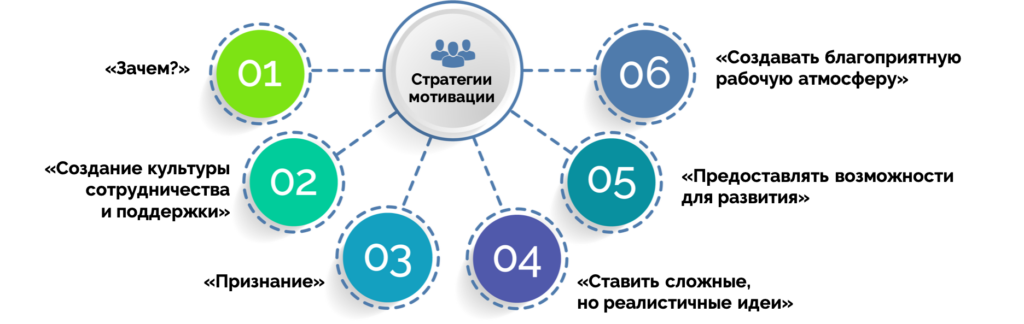 Стратегии
мотивации
01
«Зачем?»
02
«Создание культуры
сотрудничества
и поддержки»
03
«Признание»
04
«Ставить сложные,
но реалистичные идеи»
05
«Предоставлять возможности
для развития»
06
«Создавать благоприятную
рабочую атмосферу»